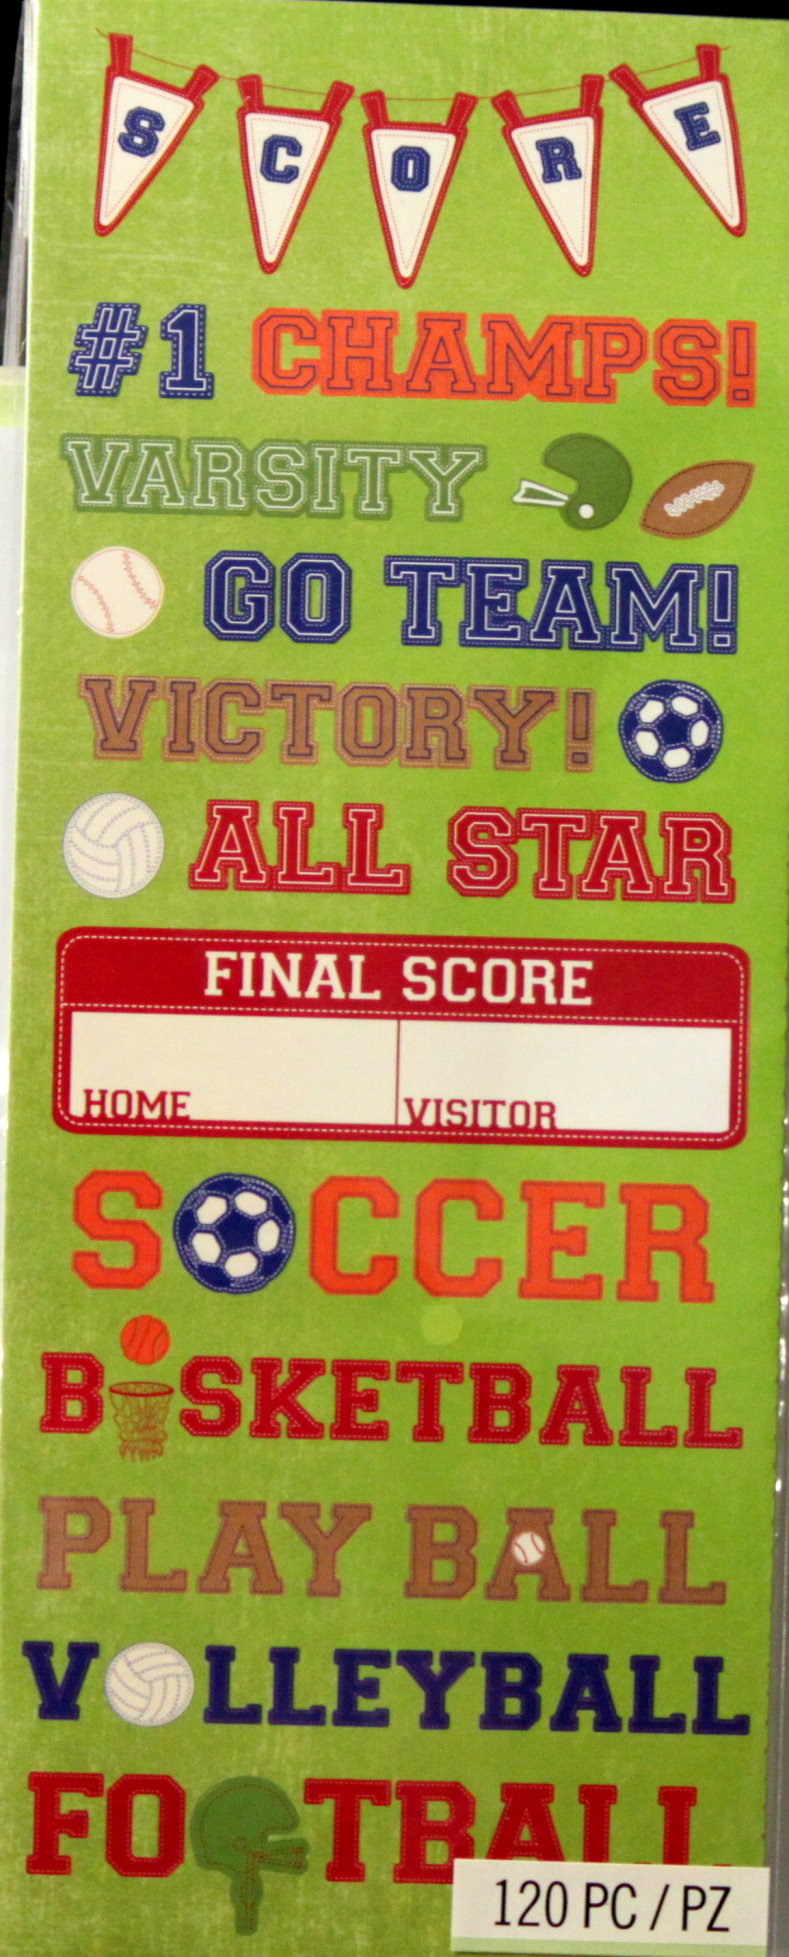 SCORE
#1 CHAMPS!
VARSITY
GO TEAM!
VICTORY!
ALL STAR
FINAL SCORE
HOME VISITOR
SOCCER
BASKETBALL
PLAY BALL
VOLLEYBALL
FOOTBALL
120 PC / PZ